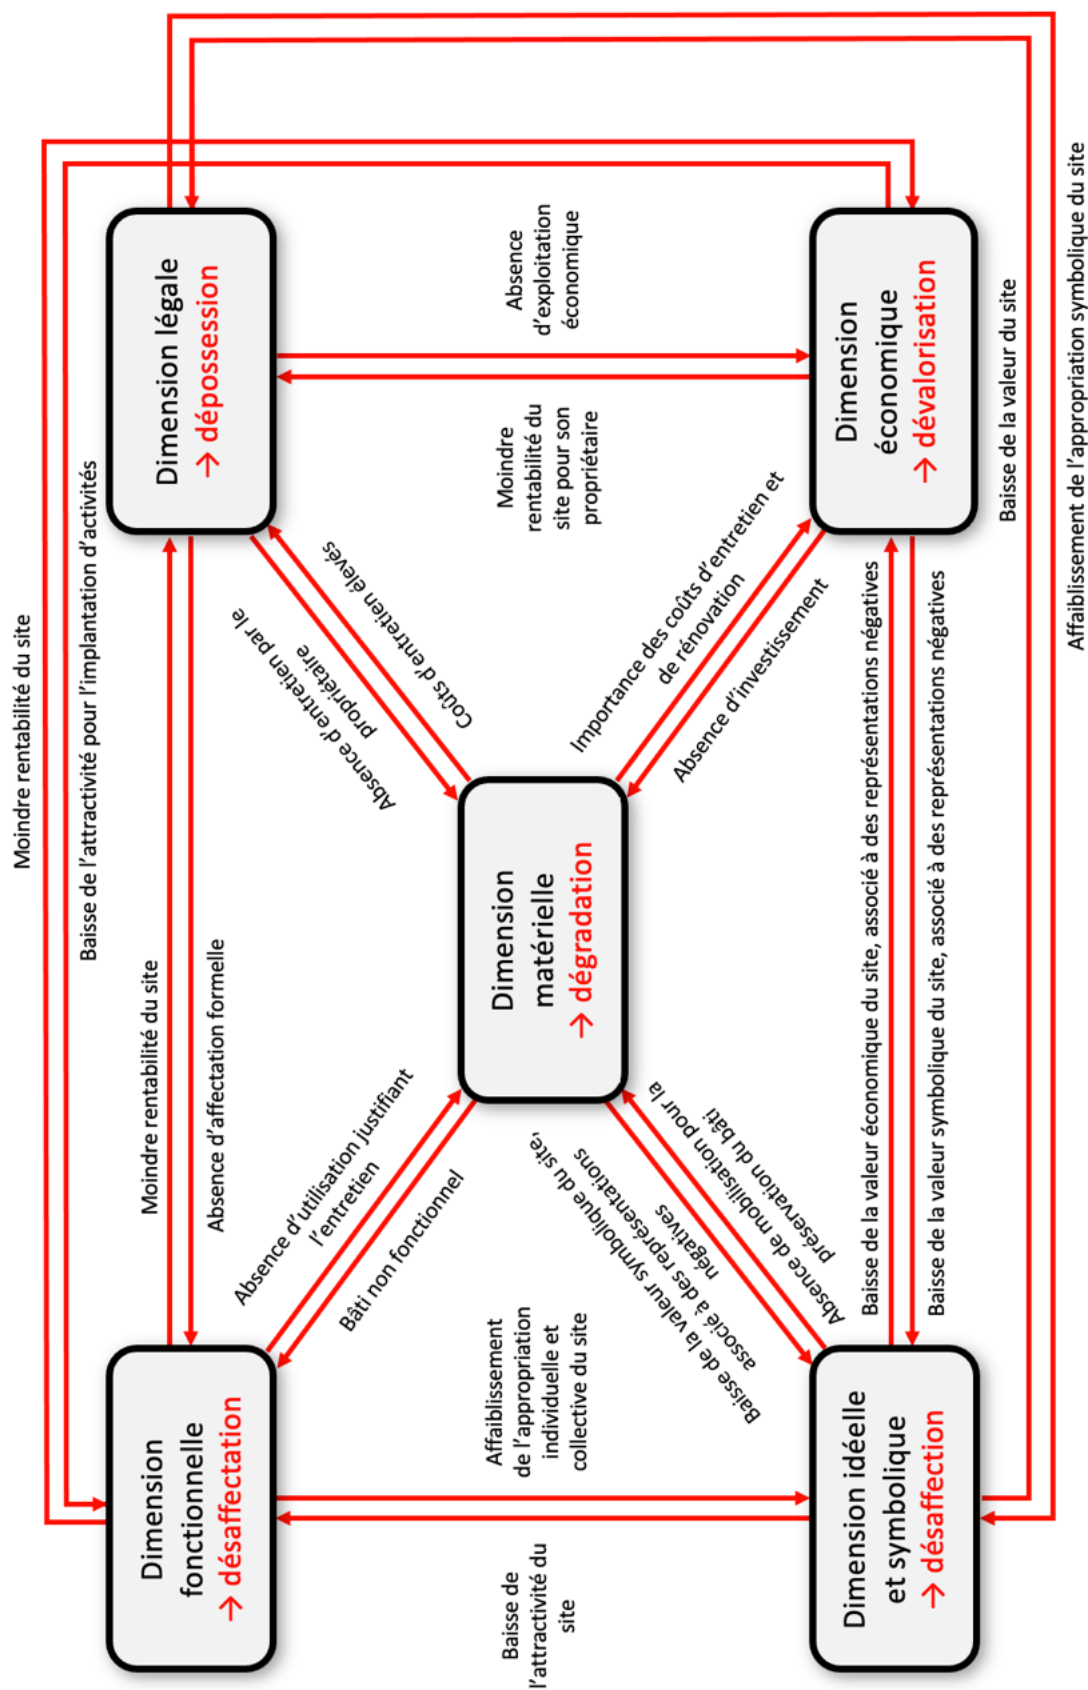 Moindre rentabilité du site
Baisse de l'attractivité pour l'implantation d'activités
Dimension
fonctionnelle
→ désaffectation
Moindre rentabilité du site
Absence d'affectation formelle
Dimension légale
→ dépossession
Absence d'utilisation justifiant
l'entretien
Bâti non fonctionnel
Absence d'entretien par le
propriétaire
Coûts d'entretien élevés
Baisse de
l'attractivité du
site
Affaiblissement
de l'appropriation
individuelle et
collective du site
Dimension
matérielle
→ dégradation
Moindre
rentabilité du
site pour son
propriétaire
Absence
d'exploitation
économique
Baisse de la valeur symbolique du site,
associé à des représentations
négatives
Absence de mobilisation pour la
préservation du bâti
Importance des coûts d'entretien et
de rénovation
Absence d'investissement
Dimension idéelle
et symbolique
→ désaffection
Baisse de la valeur économique du site, associé à des représentations négatives
Baisse de la valeur symbolique du site, associé à des représentations négatives
Dimension
économique
→ dévalorisation
Baisse de la valeur du site
Affaiblissement de l'appropriation symbolique du site